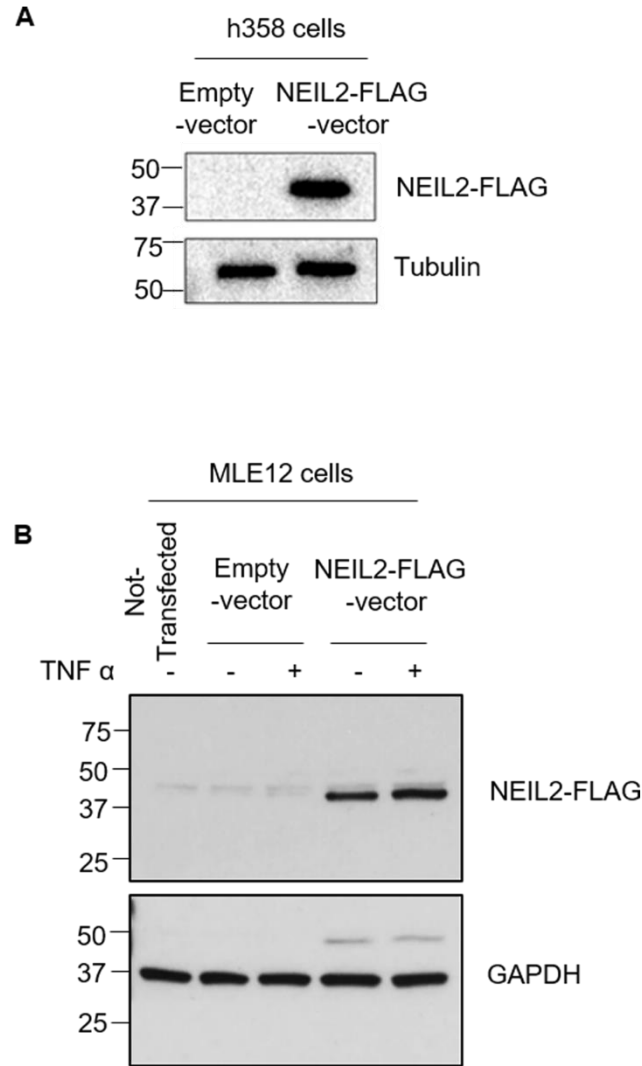 A
h358 cells
Empty NEIL2-FLAG
-vector -vector
50
37
NEIL2-FLAG
75
50
Tubulin
MLE12 cells
B
Not-
Transfected
Empty NEIL2-FLAG
-vector -vector
TNF α - - + - +
75
50
37
25
NEIL2-FLAG
50
37
25
GAPDH